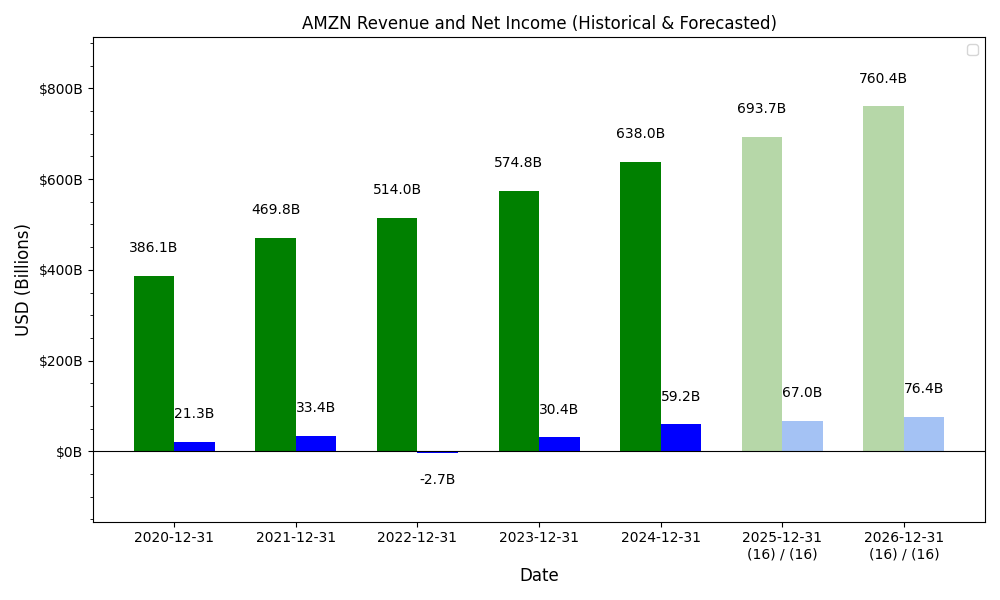 AMZN Revenue and Net Income (Historical & Forecasted)
760.4B
$800B
693.7B
638.0B
574.8B
$600B
514.0B
469.8B
386.1B
$400B
USD (Billions)
$200B
76.4B
67.0B
59.2B
33.4B
30.4B
21.3B
$0B
-2.7B
2020-12-31
2021-12-31
2022-12-31
2023-12-31
2024-12-31
2025-12-31
(16) / (16)
2026-12-31
(16) / (16)
Date